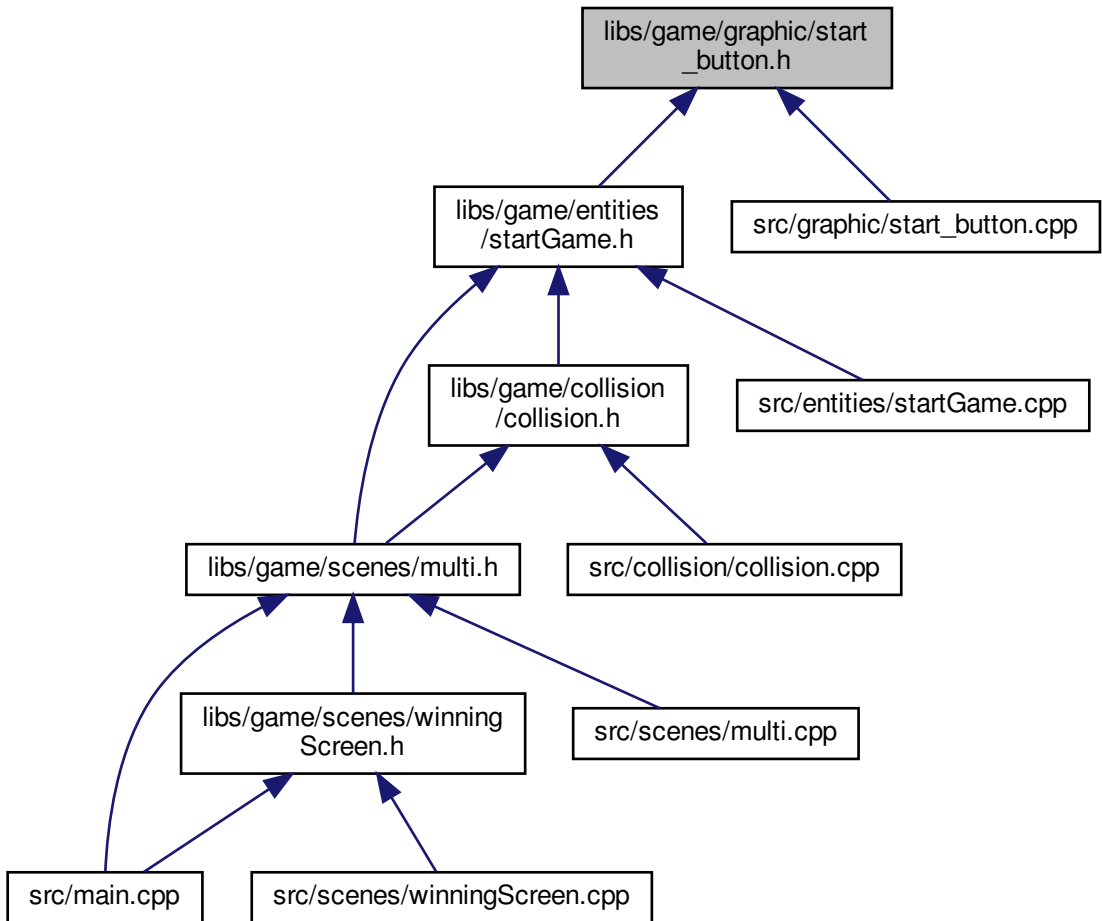 libs/game/graphic/start
_button.h
libs/game/entities
/startGame.h
src/graphic/start_button.cpp
libs/game/collision
/collision.h
src/entities/startGame.cpp
libs/game/scenes/multi.h
src/collision/collision.cpp
libs/game/scenes/winning
Screen.h
src/scenes/multi.cpp
src/main.cpp
src/scenes/winningScreen.cpp